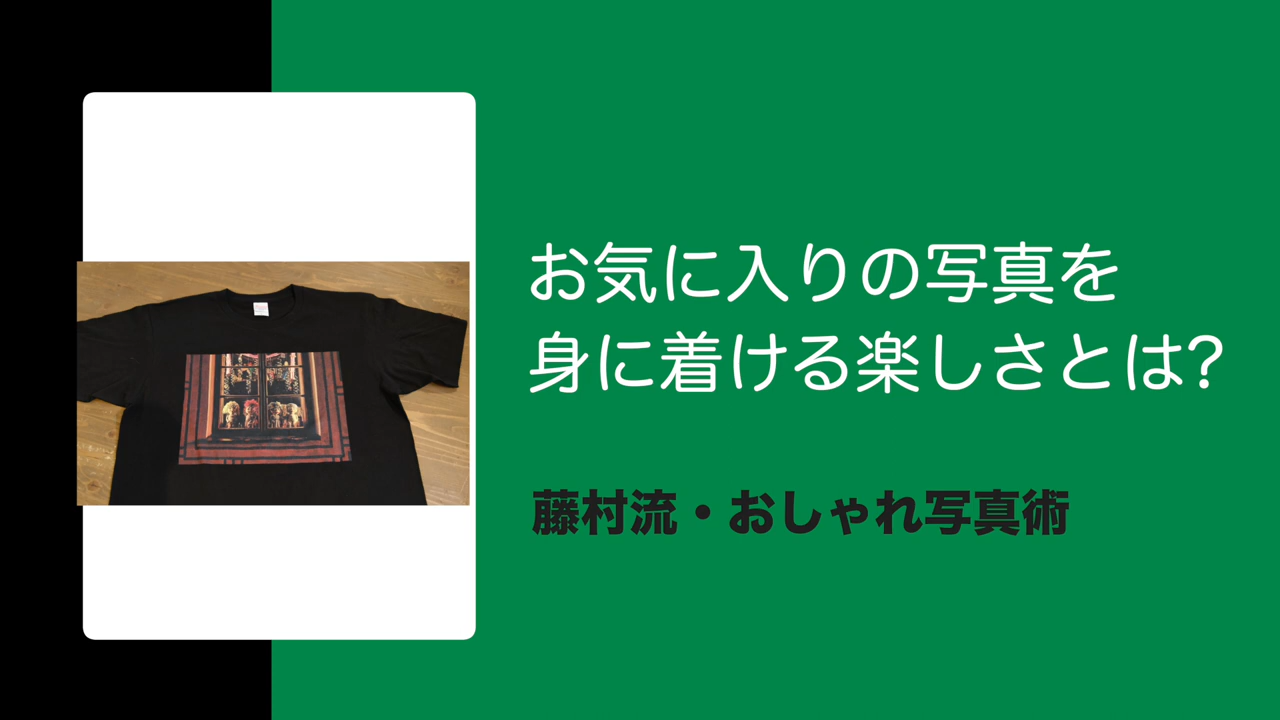 お気に入りの写真を
身に着ける楽しさとは?
藤村流・おしゃれ写真術